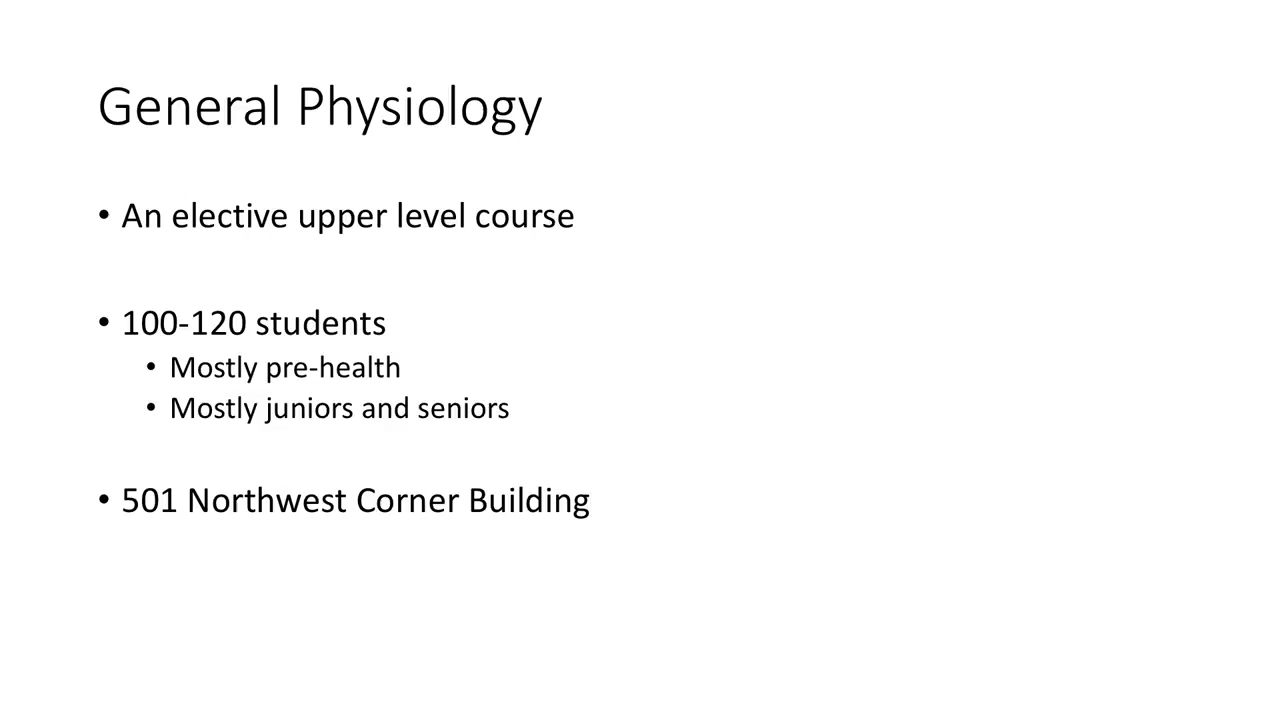 General Physiology
• An elective upper level course
• 100-120 students
• Mostly pre-health
• Mostly juniors and seniors
• 501 Northwest Corner Building